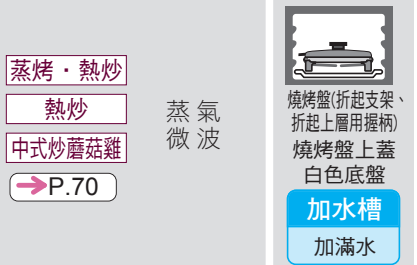 蒸烤・熱炒
熱炒
中式炒蘑菇雞
P.70
蒸氣
微波
燒烤盤(折起支架、
折起上層用握柄)
燒烤盤上蓋
白色底盤
加水槽
加滿水